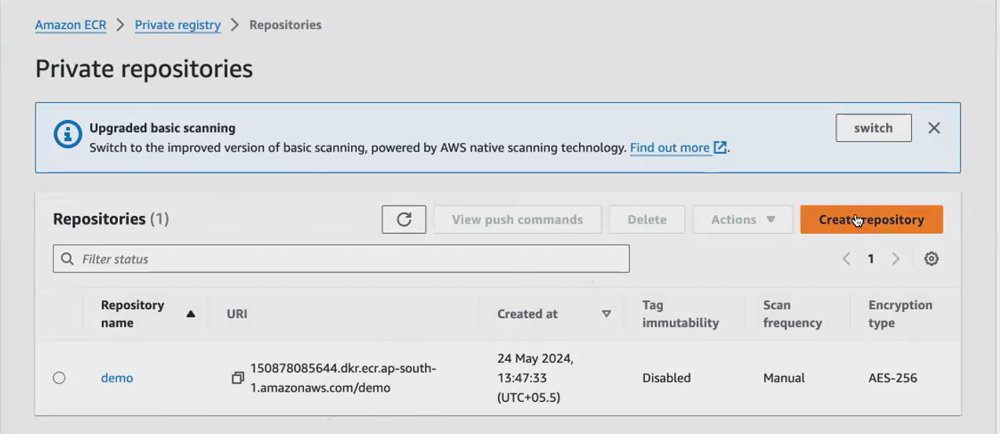 Amazon ECR > Private registry > Repositories
Private repositories
Upgraded basic scanning
Switch to the improved version of basic scanning, powered by AWS native scanning technology. Find out more.
switch
Repositories (1)
View push commands
Delete
Actions
Create repository
Filter status
1
Repository name
URI
Created at
Tag immutability
Scan frequency
Encryption type
demo
150878085644.dkr.ecr.ap-south-
1.amazonaws.com/demo
24 May 2024,
13:47:33
(UTC+05.5)
Disabled
Manual
AES-256